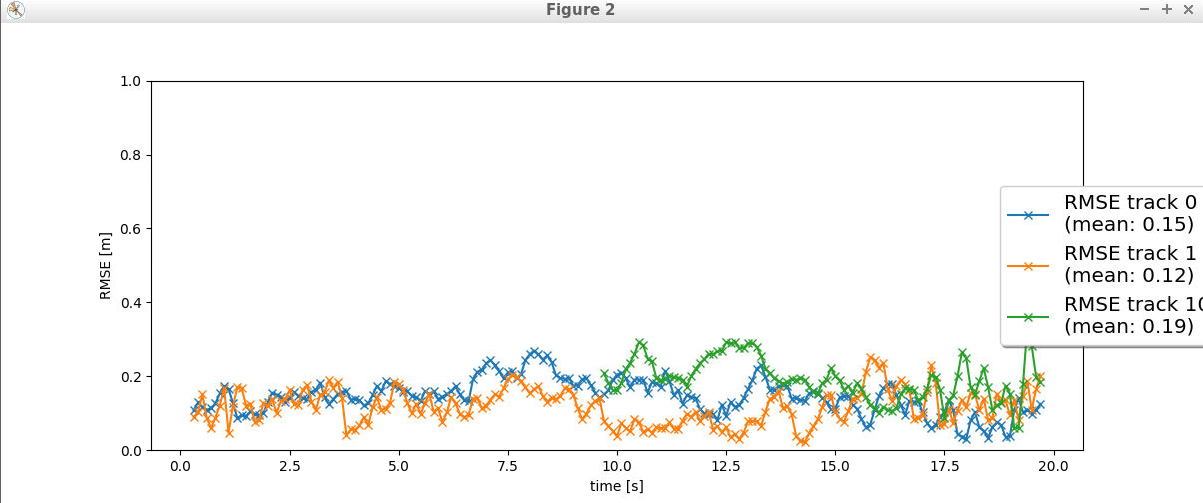 Figure 2
1.0
0.8
0.6
0.4
0.2
0.0
RMSE [m]
0.0 2.5 5.0 7.5 10.0 12.5 15.0 17.5 20.0
time [s]
RMSE track 0
(mean: 0.15)
RMSE track 1
(mean: 0.12)
RMSE track 10
(mean: 0.19)